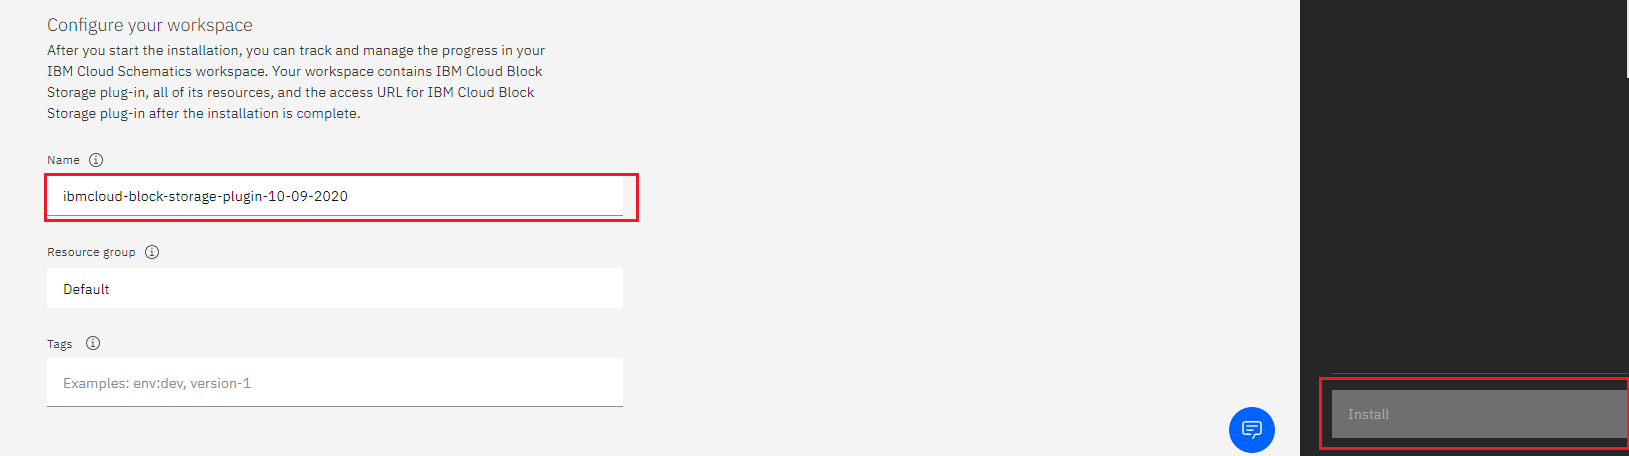 Configure your workspace
After you start the installation, you can track and manage the progress in your
IBM Cloud Schematics workspace. Your workspace contains IBM Cloud Block
Storage plug-in, all of its resources, and the access URL for IBM Cloud Block
Storage plug-in after the installation is complete.
Name
ibmcloud-block-storage-plugin-10-09-2020
Resource group
Default
Tags
Examples: env:dev, version-1
Install